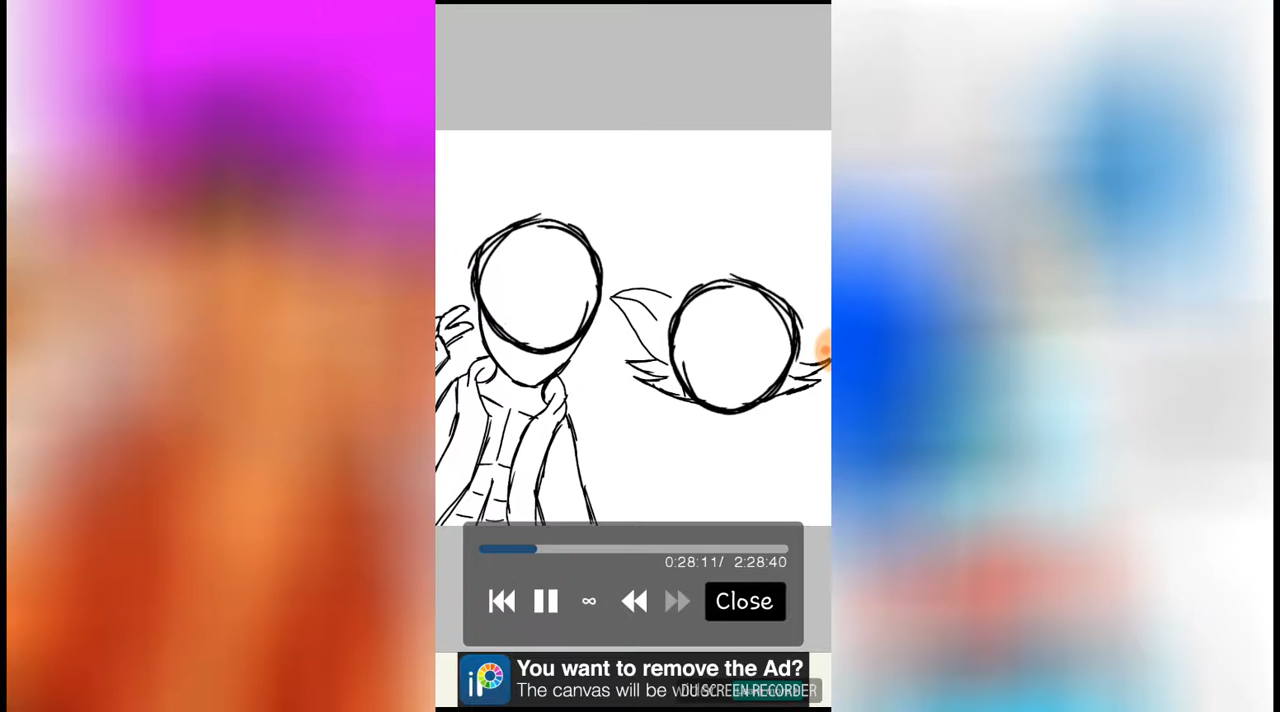 0:28:11/ 2:28:40
∞ Close
iP
You want to remove the Ad?
The canvas will be
DU SCREEN RECORDER